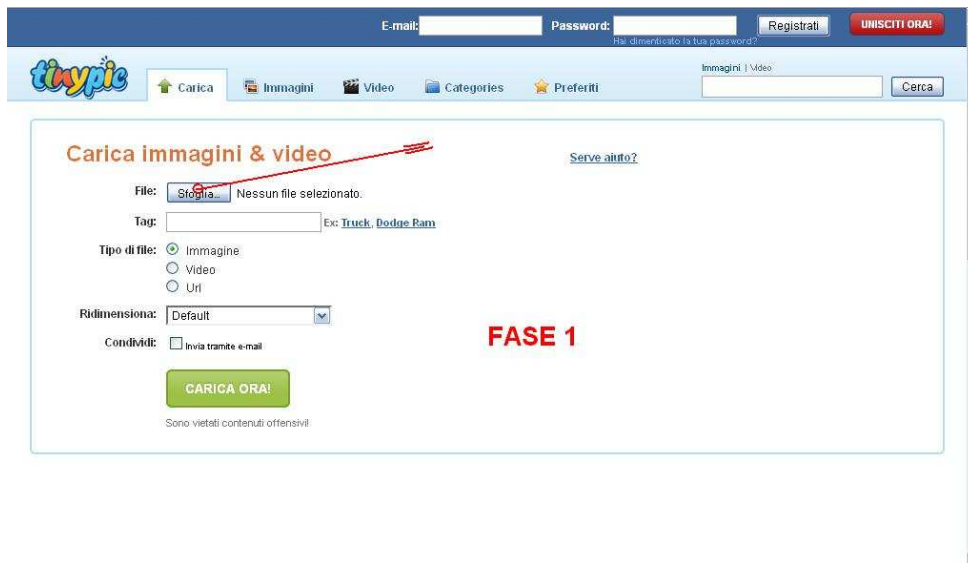 E-mail: Password: Registrati UNISCITI ORA!
Hai dimenticato la tua password?
tinypic Carica Immagini Video Categories Preferiti
Immagini | Video
Cerca
Carica immagini & video
Serve aiuto?
File: Sfoglia... Nessun file selezionato.
Tag: Ex: Truck, Dodge Ram
Tipo di file: Immagine
Video
Url
Ridimensiona: Default
Condividi: Invia tramite e-mail
FASE 1
CARICA ORA!
Sono vietati contenuti offensivi!